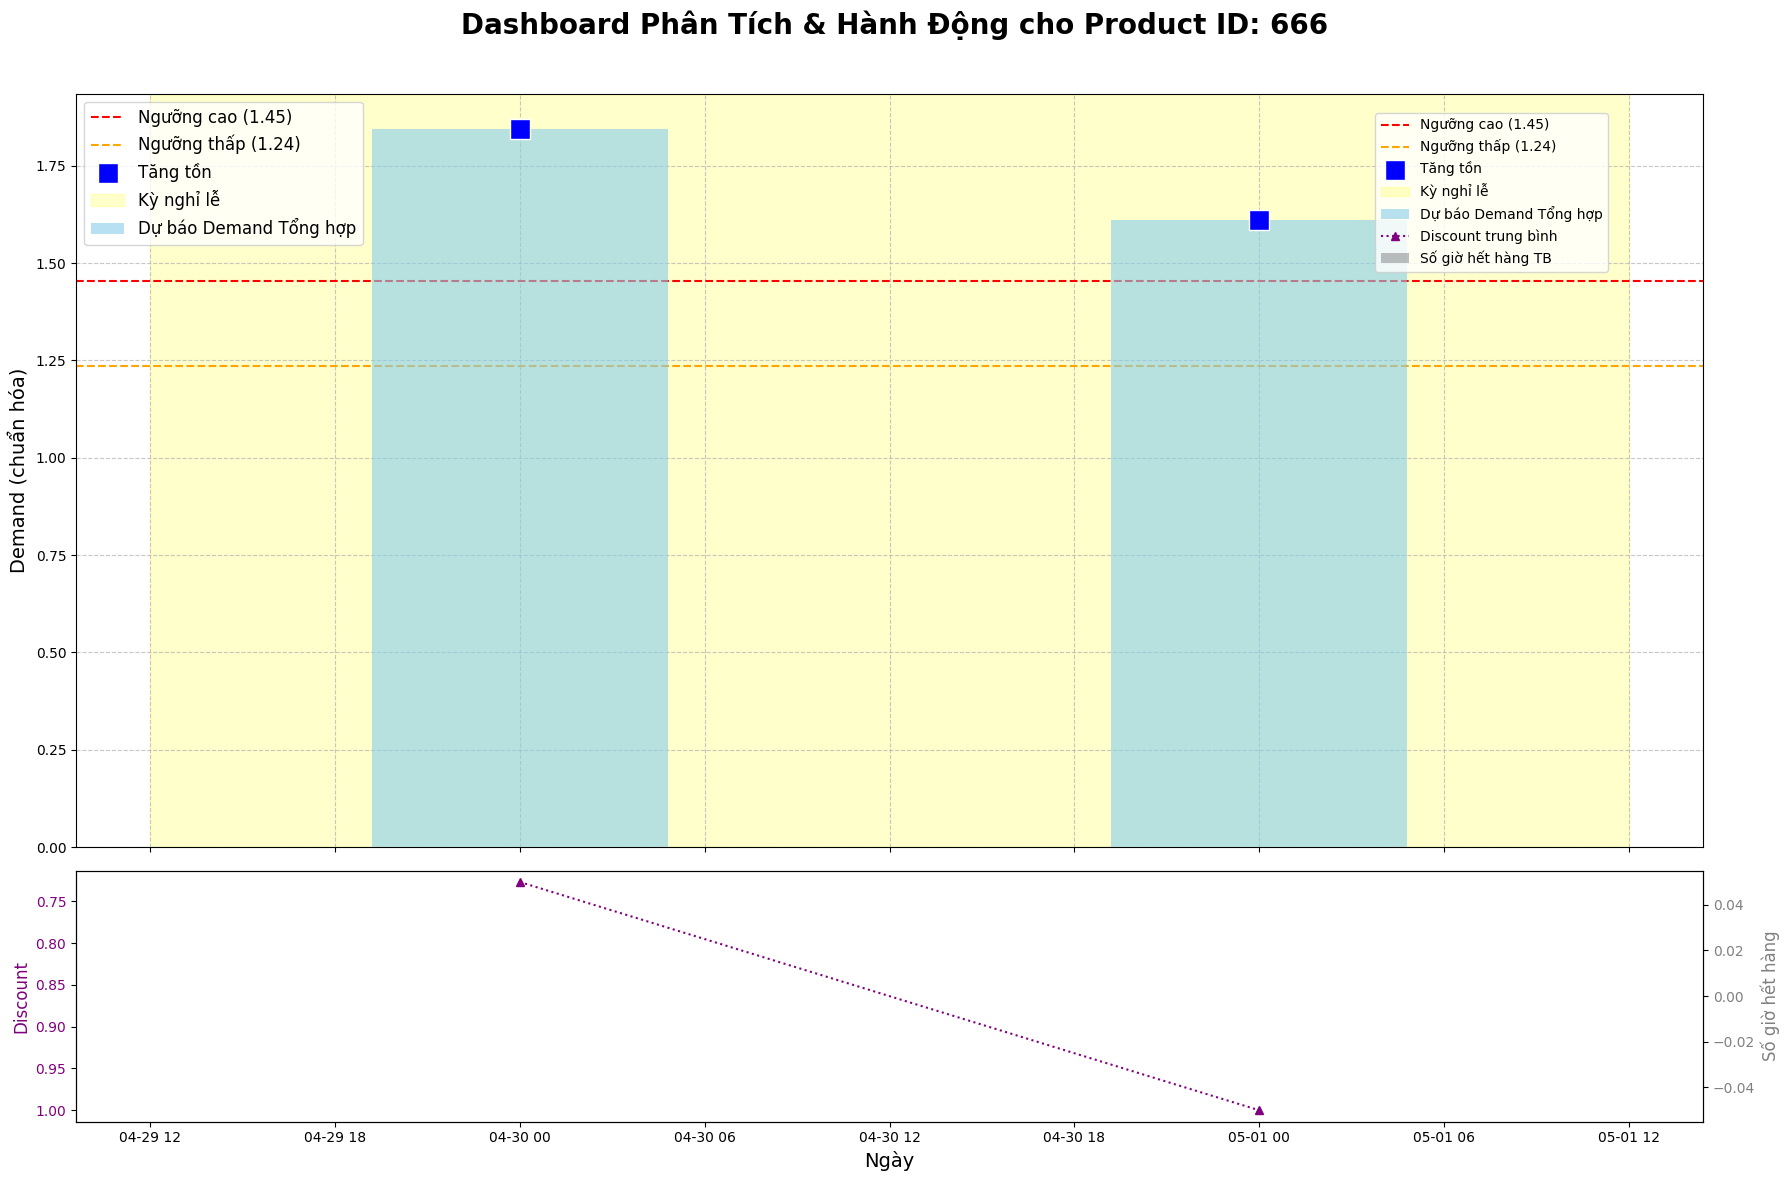 Dashboard Phân Tích & Hành Động cho Product ID: 666
Ngưỡng cao (1.45)
Ngưỡng thấp (1.24)
Tăng tồn
Kỳ nghỉ lễ
Dự báo Demand Tổng hợp
Ngưỡng cao (1.45)
Ngưỡng thấp (1.24)
Tăng tồn
Kỳ nghỉ lễ
Dự báo Demand Tổng hợp
Discount trung bình
Số giờ hết hàng TB
Demand (chuẩn hóa)
1.75
1.50
1.25
1.00
0.75
0.50
0.25
0.00
Discount
0.75
0.80
0.85
0.90
0.95
1.00
0.04
0.02
0.00
−0.02
−0.04
Số giờ hết hàng
04-29 12
04-29 18
04-30 00
04-30 06
04-30 12
04-30 18
05-01 00
05-01 06
05-01 12
Ngày